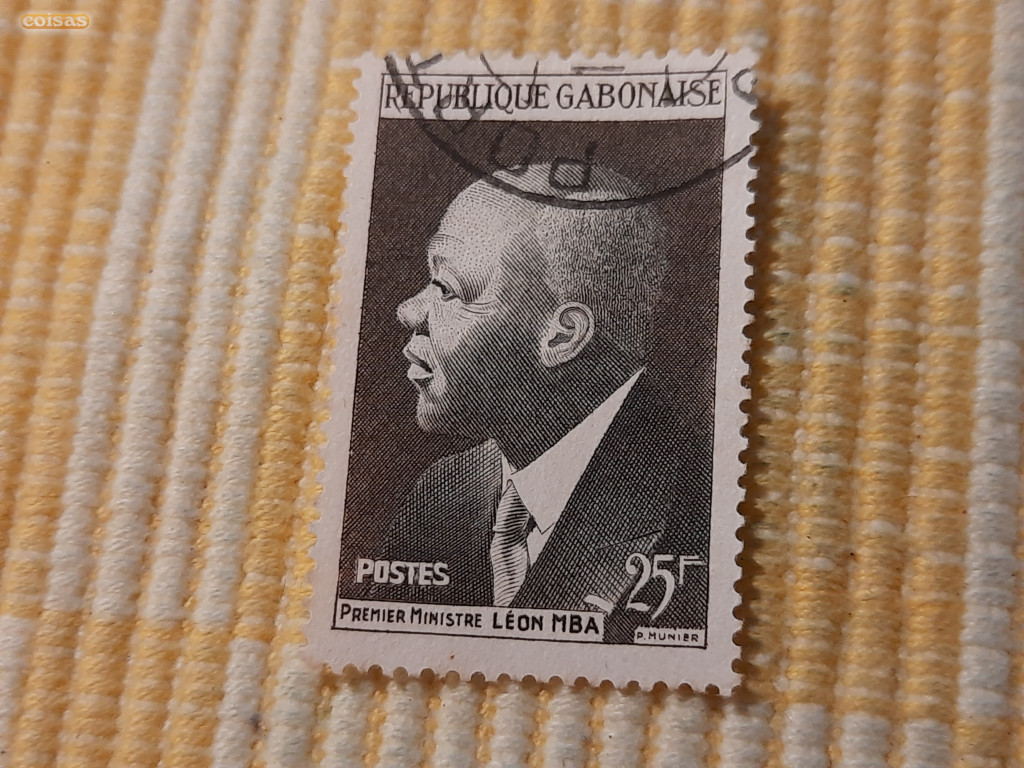 coisas
REPUBLIQUE GABONAISE
POSTES
25F
PREMIER MINISTRE LÉON MBA
P. MUNIER